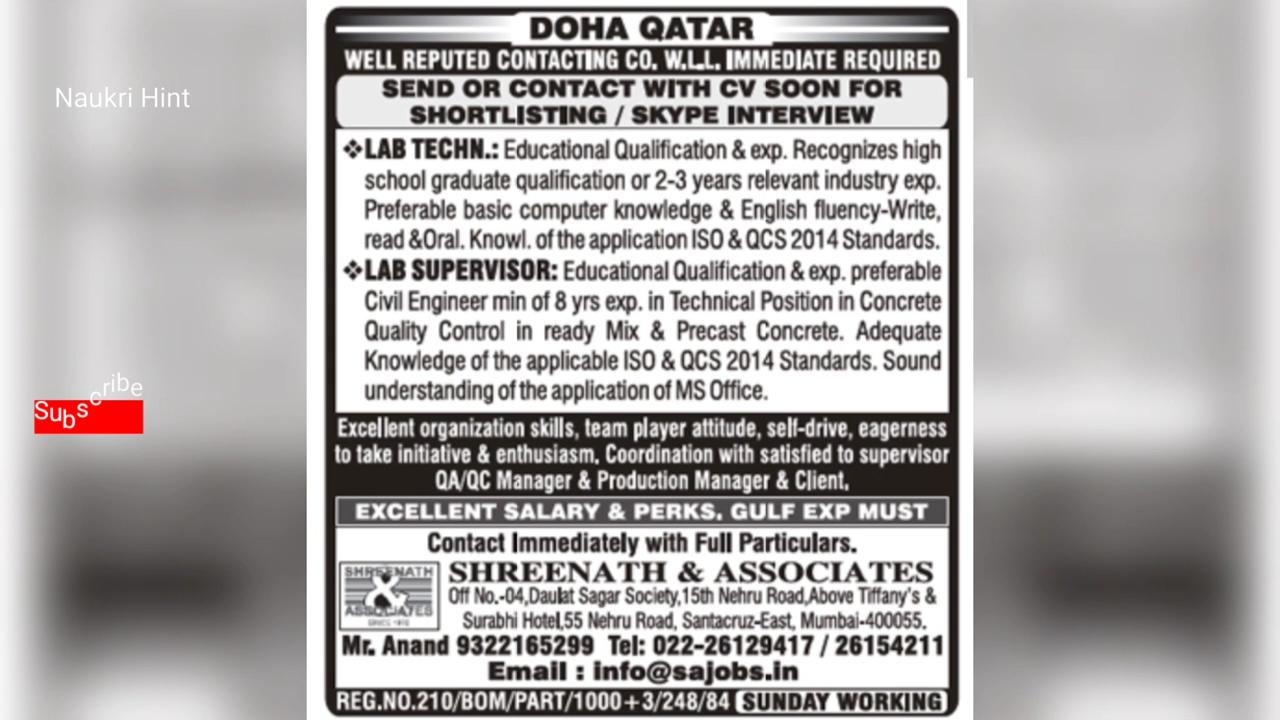 Naukri Hint
Subscribe
DOHA QATAR
WELL REPUTED CONTACTING CO. W.L.L. IMMEDIATE REQUIRED
SEND OR CONTACT WITH CV SOON FOR
SHORTLISTING / SKYPE INTERVIEW
❖LAB TECHN.: Educational Qualification & exp. Recognizes high
school graduate qualification or 2-3 years relevant industry exp.
Preferable basic computer knowledge & English fluency-Write,
read &Oral. Knowl. of the application ISO & QCS 2014 Standards.
❖LAB SUPERVISOR: Educational Qualification & exp. preferable
Civil Engineer min of 8 yrs exp. in Technical Position in Concrete
Quality Control in ready Mix & Precast Concrete. Adequate
Knowledge of the applicable ISO & QCS 2014 Standards. Sound
understanding of the application of MS Office.
Excellent organization skills, team player attitude, self-drive, eagerness
to take initiative & enthusiasm, Coordination with satisfied to supervisor
QA/QC Manager & Production Manager & Client,
EXCELLENT SALARY & PERKS. GULF EXP MUST
Contact Immediately with Full Particulars.
SHREENATH
&
ASSOCIATES
SHREENATH & ASSOCIATES
Off No.-04,Daulat Sagar Society,15th Nehru Road,Above Tiffany's &
Surabhi Hotel,55 Nehru Road, Santacruz-East, Mumbai-400055.
Mr. Anand 9322165299 Tel: 022-26129417 / 26154211
Email : info@sajobs.in
REG.NO.210/BOM/PART/1000+3/248/84 SUNDAY WORKING